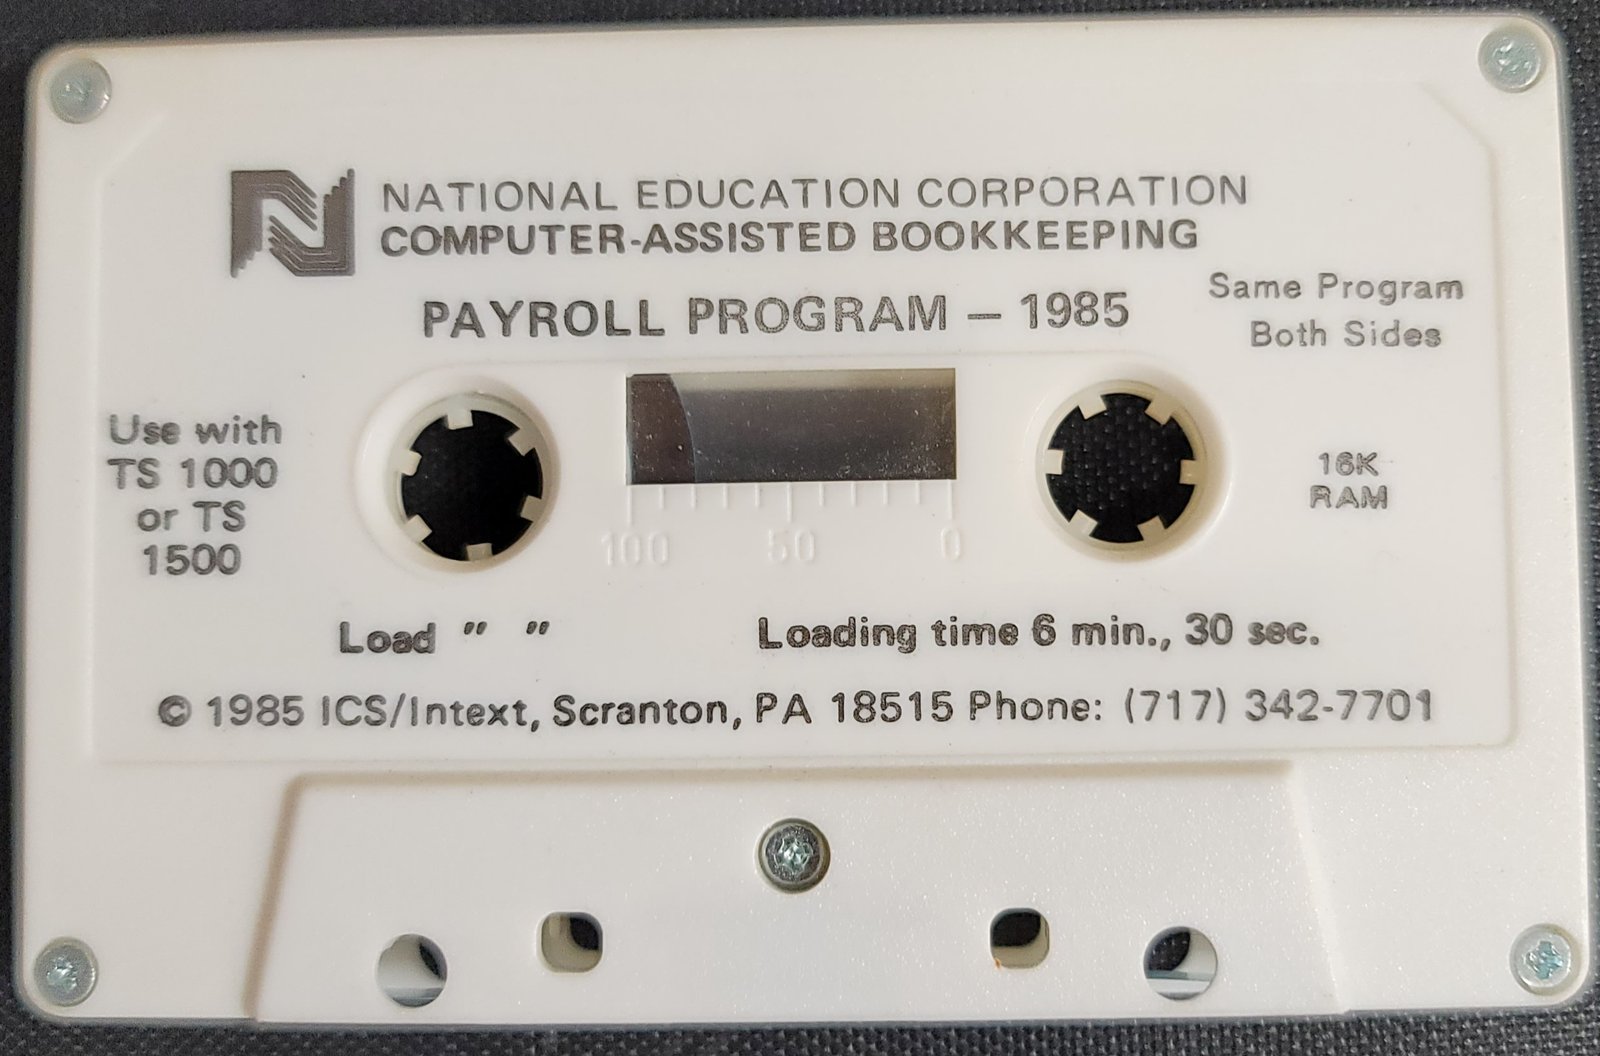 NATIONAL EDUCATION CORPORATION
COMPUTER-ASSISTED BOOKKEEPING
PAYROLL PROGRAM — 1985
Same Program
Both Sides
Use with
TS 1000
or TS
1500
100 50 0
16K
RAM
Load " "
Loading time 6 min., 30 sec.
© 1985 ICS/Intext, Scranton, PA 18515 Phone: (717) 342-7701